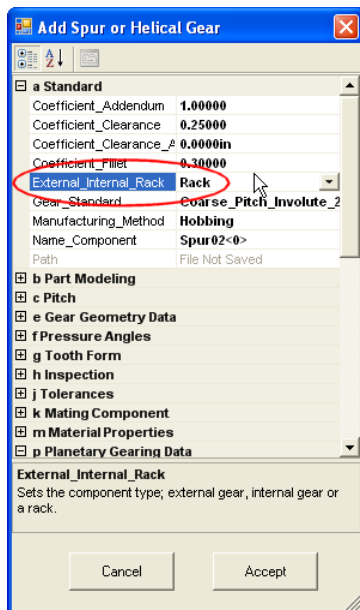 Add Spur or Helical Gear
a Standard
Coefficient_Addendum 1.00000
Coefficient_Clearance 0.25000
Coefficient_Clearance_A 0.0000in
Coefficient_Fillet 0.30000
External_Internal_Rack Rack
Gear_Standard Coarse_Pitch_Involute_2
Manufacturing_Method Hobbing
Name_Component Spur02<0>
Path File Not Saved
b Part Modeling
c Pitch
e Gear Geometry Data
f Pressure Angles
g Tooth Form
h Inspection
j Tolerances
k Mating Component
m Material Properties
p Planetary Gearing Data
External_Internal_Rack
Sets the component type; external gear, internal gear or
a rack.
Cancel Accept